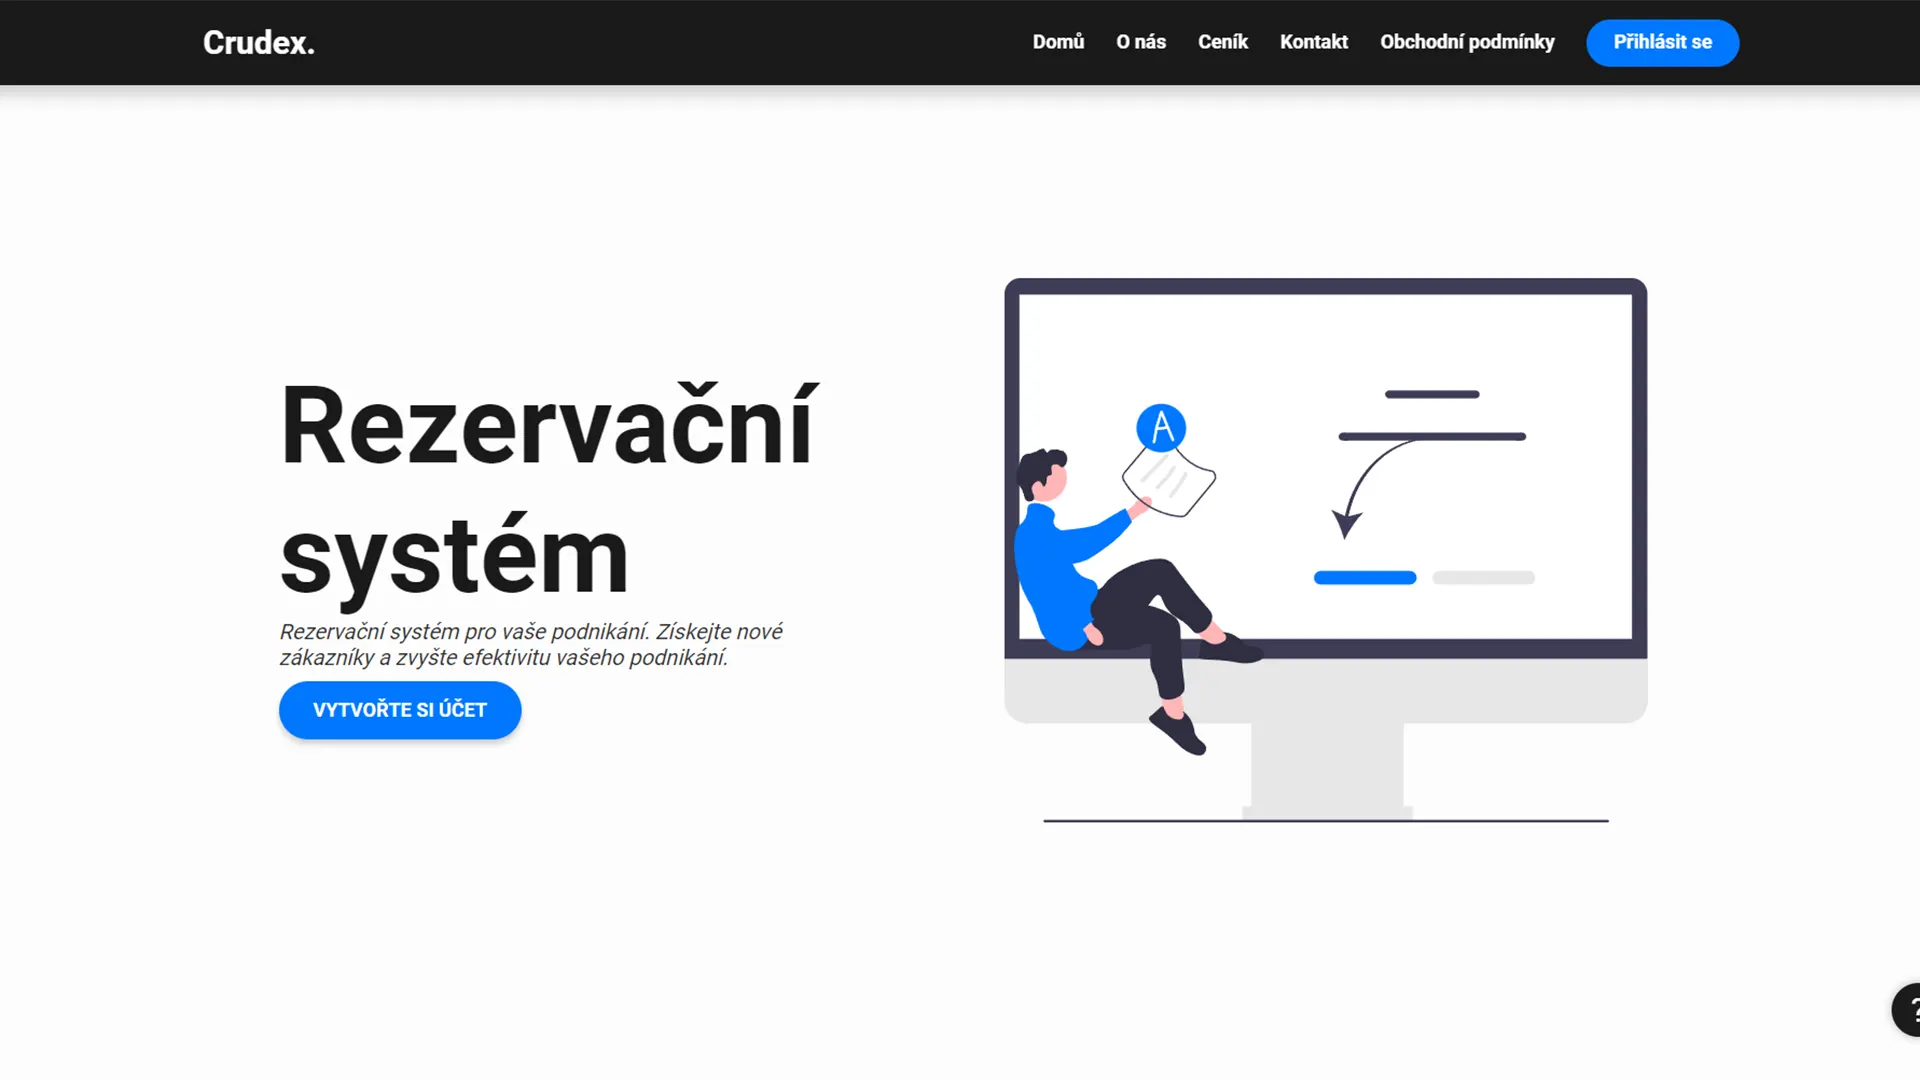 Crudex.
Domů
O nás
Ceník
Kontakt
Obchodní podmínky
Přihlásit se
Rezervační
systém
Rezervační systém pro vaše podnikání. Získejte nové
zákazníky a zvyšte efektivitu vašeho podnikání.
VYTVOŘTE SI ÚČET
A
?